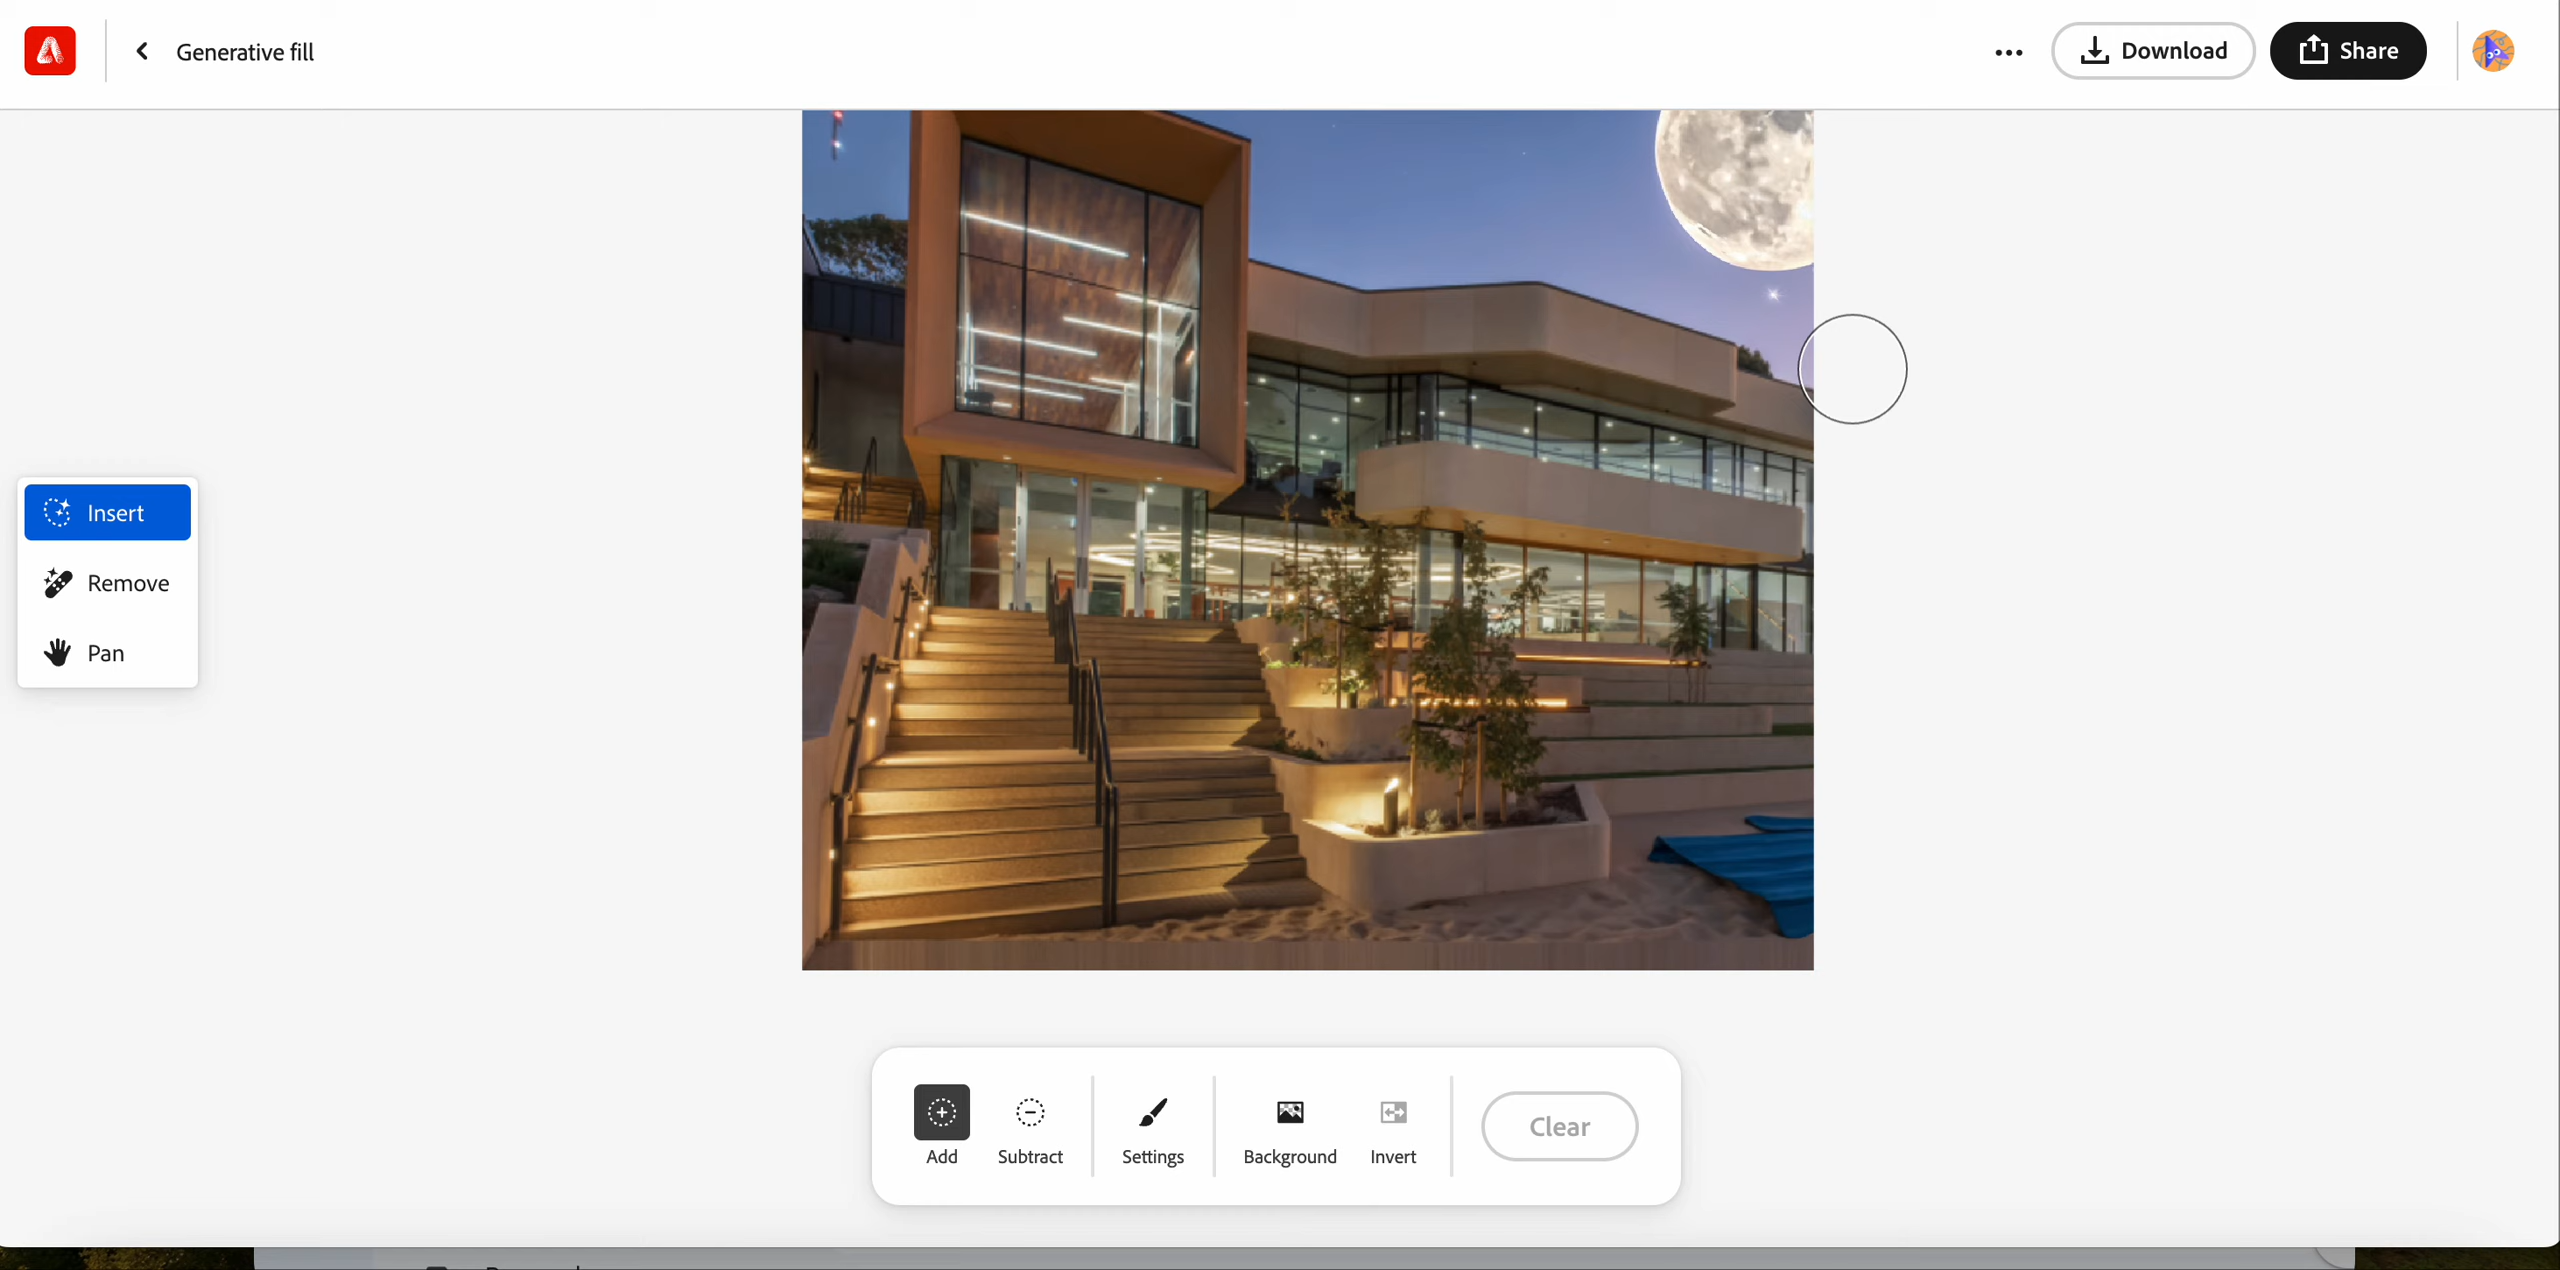 Generative fill
Download
Share
Insert
Remove
Pan
Add
Subtract
Settings
Background
Invert
Clear